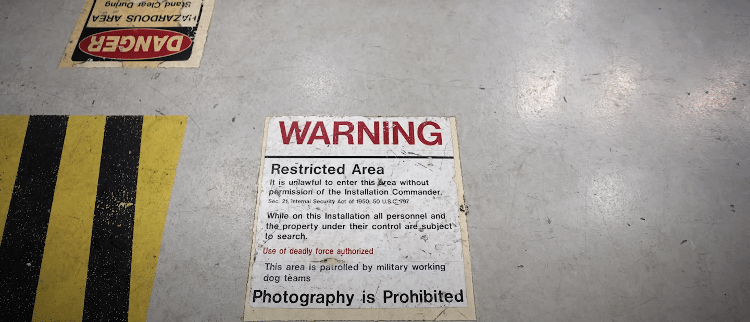 DANGER
HAZARDOUS AREA
Stand Clear During
WARNING
Restricted Area
It is unlawful to enter this area without
permission of the Installation Commander.
Sec. 21, Internal Security Act of 1950; 50 U.S.C. 797
While on this Installation all personnel and
the property under their control are subject
to search.
Use of deadly force authorized
This area is patrolled by military working
dog teams
Photography is Prohibited